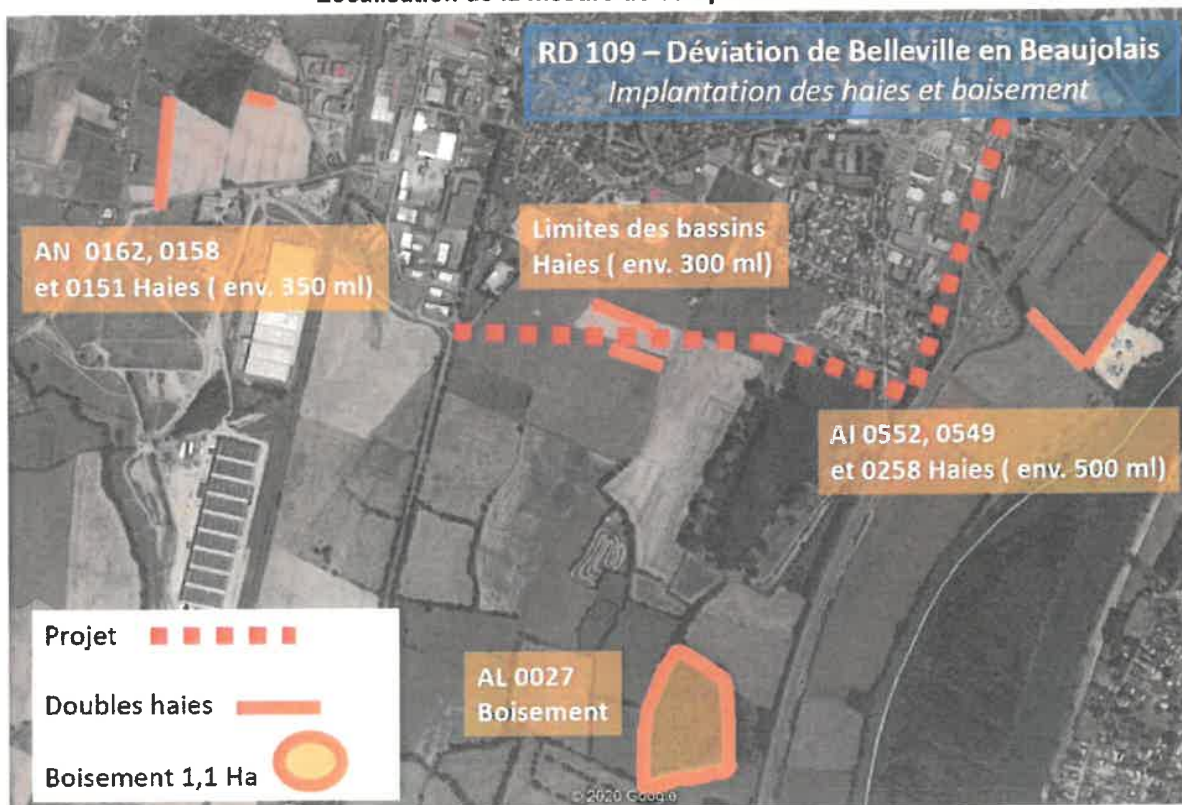 RD 109 – Déviation de Belleville en Beaujolais
Implantation des haies et boisement
AN 0162, 0158
et 0151 Haies ( env. 350 ml)
Limites des bassins
Haies ( env. 300 ml)
AI 0552, 0549
et 0258 Haies ( env. 500 ml)
AL 0027
Boisement
Projet
Doubles haies
Boisement 1,1 Ha
© 2020 Google